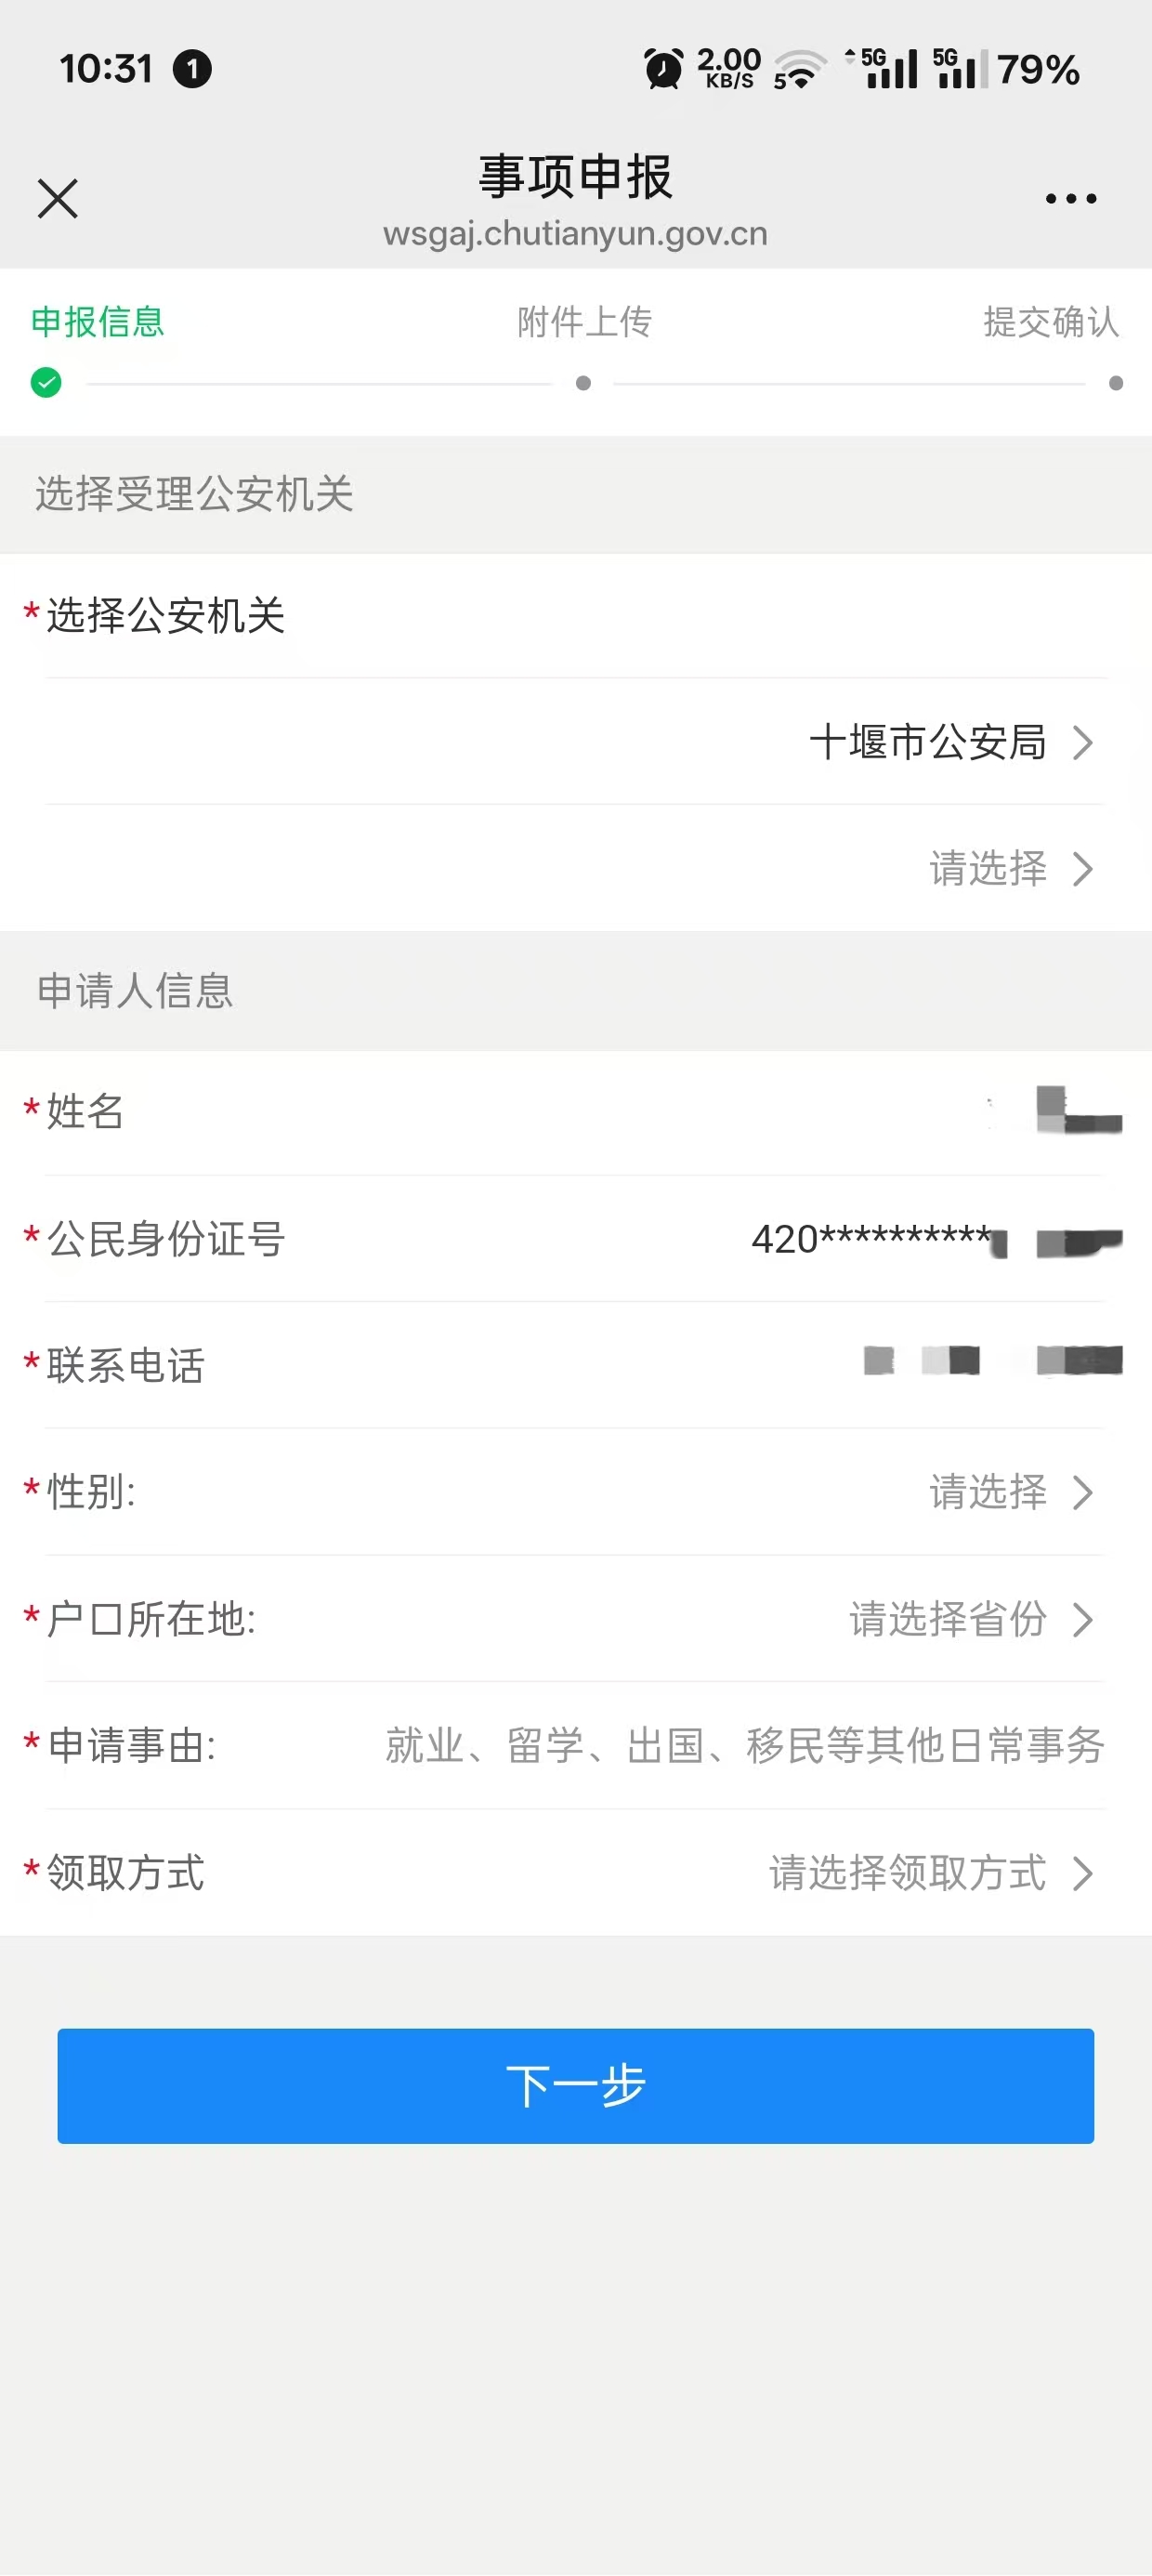 10:31 1 2.00 KB/S 5 5G 5G 79%
事项申报
wsgaj.chutianyun.gov.cn
申报信息 附件上传 提交确认
选择受理公安机关
*选择公安机关
十堰市公安局
请选择
申请人信息
*姓名
*公民身份证号 420**********
*联系电话
*性别: 请选择
*户口所在地: 请选择省份
*申请事由: 就业、留学、出国、移民等其他日常事务
*领取方式 请选择领取方式
下一步